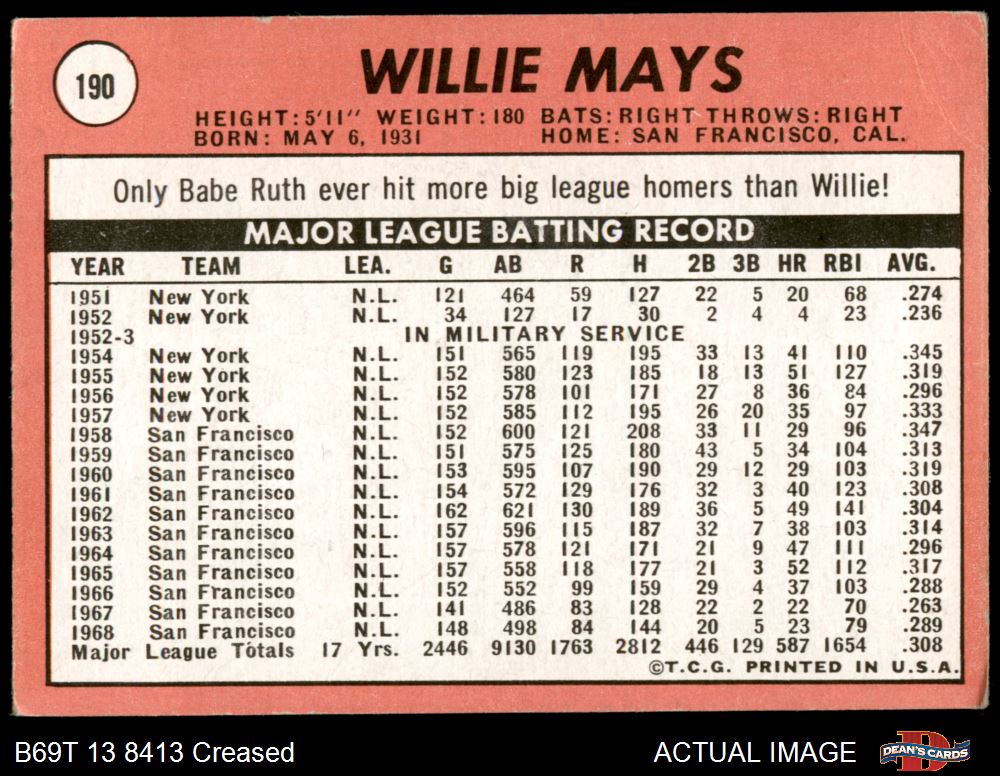 190
WILLIE MAYS
HEIGHT: 5'11" WEIGHT: 180 BATS: RIGHT THROWS: RIGHT
BORN: MAY 6, 1931 HOME: SAN FRANCISCO, CAL.
Only Babe Ruth ever hit more big league homers than Willie!
MAJOR LEAGUE BATTING RECORD
YEAR TEAM LEA. G AB R H 2B 3B HR RBI AVG.
1951 New York N.L. 121 464 59 127 22 5 20 68 .274
1952 New York N.L. 34 127 17 30 2 4 4 23 .236
1952-3 IN MILITARY SERVICE
1954 New York N.L. 151 565 119 195 33 13 41 110 .345
1955 New York N.L. 152 580 123 185 18 13 51 127 .319
1956 New York N.L. 152 578 101 171 27 8 36 84 .296
1957 New York N.L. 152 585 112 195 26 20 35 97 .333
1958 San Francisco N.L. 152 600 121 208 33 11 29 96 .347
1959 San Francisco N.L. 151 575 125 180 43 5 34 104 .313
1960 San Francisco N.L. 153 595 107 190 29 12 29 103 .319
1961 San Francisco N.L. 154 572 129 176 32 3 40 123 .308
1962 San Francisco N.L. 162 621 130 189 36 5 49 141 .304
1963 San Francisco N.L. 157 596 115 187 32 7 38 103 .314
1964 San Francisco N.L. 157 578 121 171 21 9 47 111 .296
1965 San Francisco N.L. 157 558 118 177 21 3 52 112 .317
1966 San Francisco N.L. 152 552 99 159 29 4 37 103 .288
1967 San Francisco N.L. 141 486 83 128 22 2 22 70 .263
1968 San Francisco N.L. 148 498 84 144 20 5 23 79 .289
Major League Totals 17 Yrs. 2446 9130 1763 2812 446 129 587 1654 .308
©T.C.G. PRINTED IN U.S.A.
B69T 13 8413 Creased ACTUAL IMAGE DEAN'S CARDS